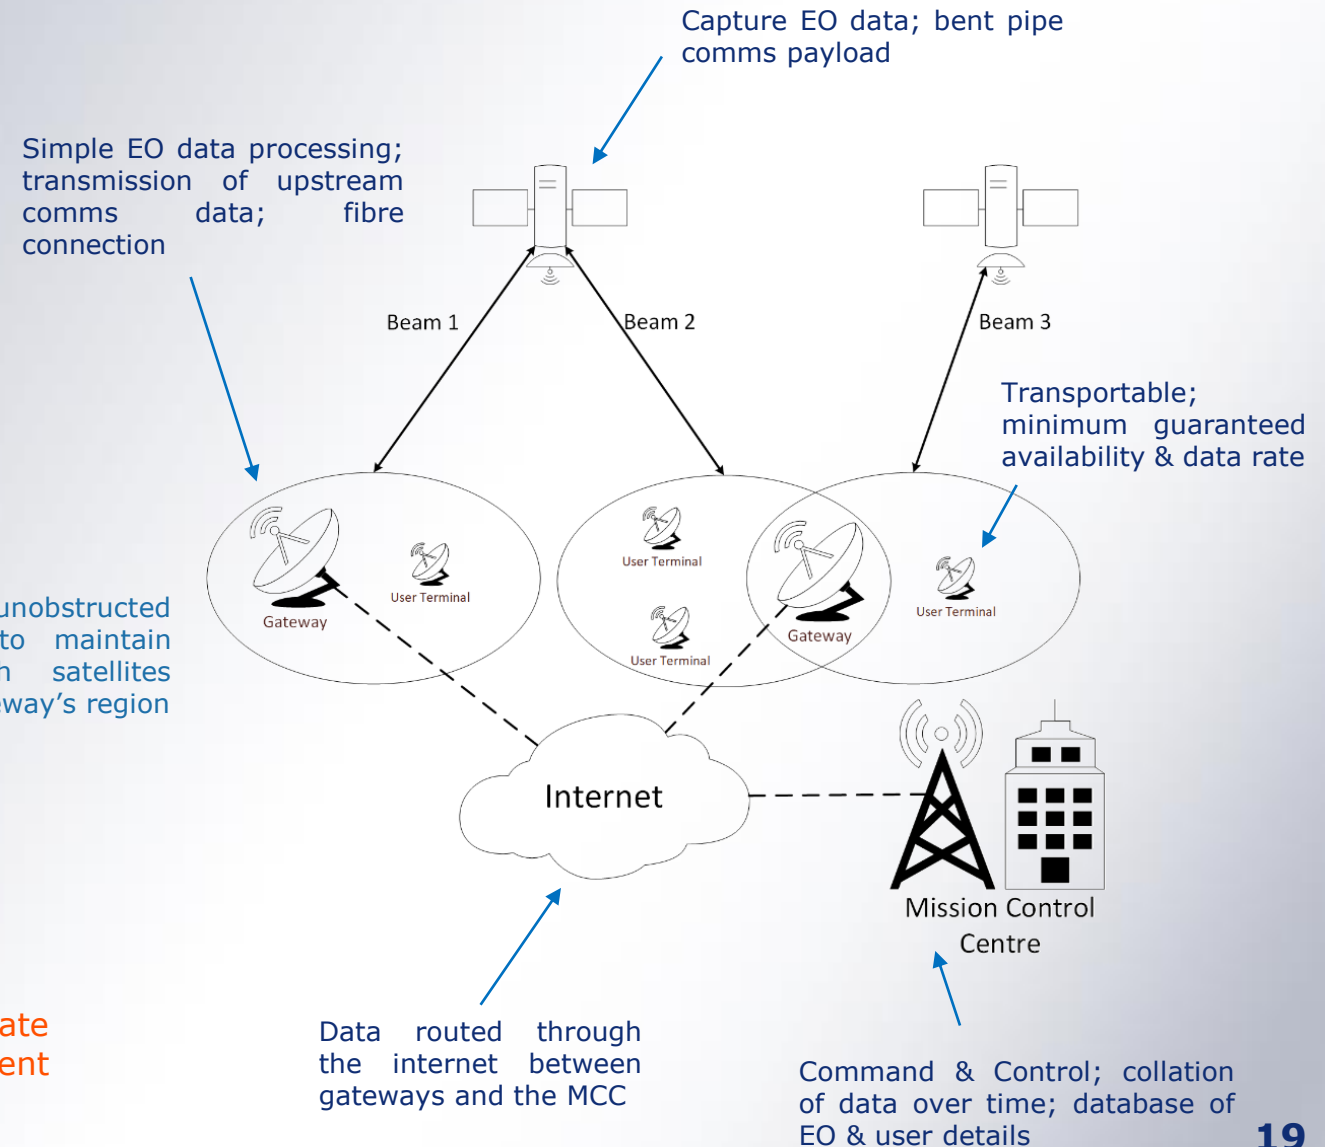 Capture EO data; bent pipe
comms payload
Simple EO data processing;
transmission of upstream
comms data; fibre
connection
Beam 1
Beam 2
Beam 3
Transportable;
minimum guaranteed
availability & data rate
User Terminal
User Terminal
User Terminal
User Terminal
Gateway
Gateway
unobstructed
to maintain
satellites
region
Internet
Mission Control
Centre
Data routed through
the internet between
gateways and the MCC
Command & Control; collation
of data over time; database of
EO & user details
19